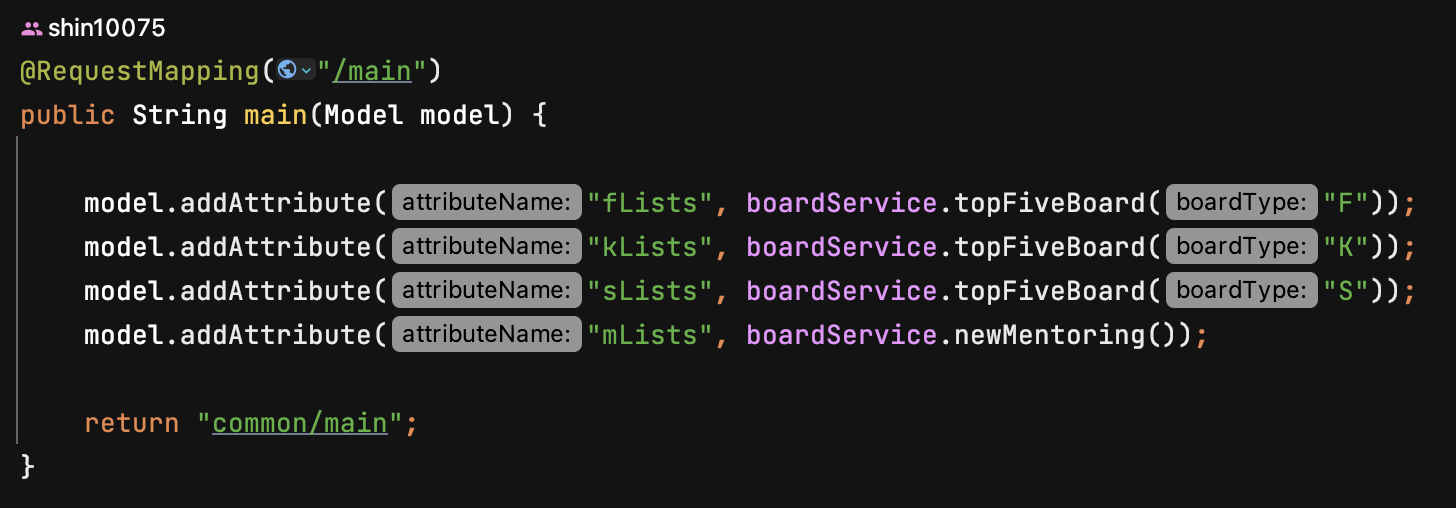 shin10075
@RequestMapping("/main")
public String main(Model model) {
model.addAttribute( attributeName: "fLists", boardService.topFiveBoard( boardType: "F"));
model.addAttribute( attributeName: "kLists", boardService.topFiveBoard( boardType: "K"));
model.addAttribute( attributeName: "sLists", boardService.topFiveBoard( boardType: "S"));
model.addAttribute( attributeName: "mLists", boardService.newMentoring());
return "common/main";
}